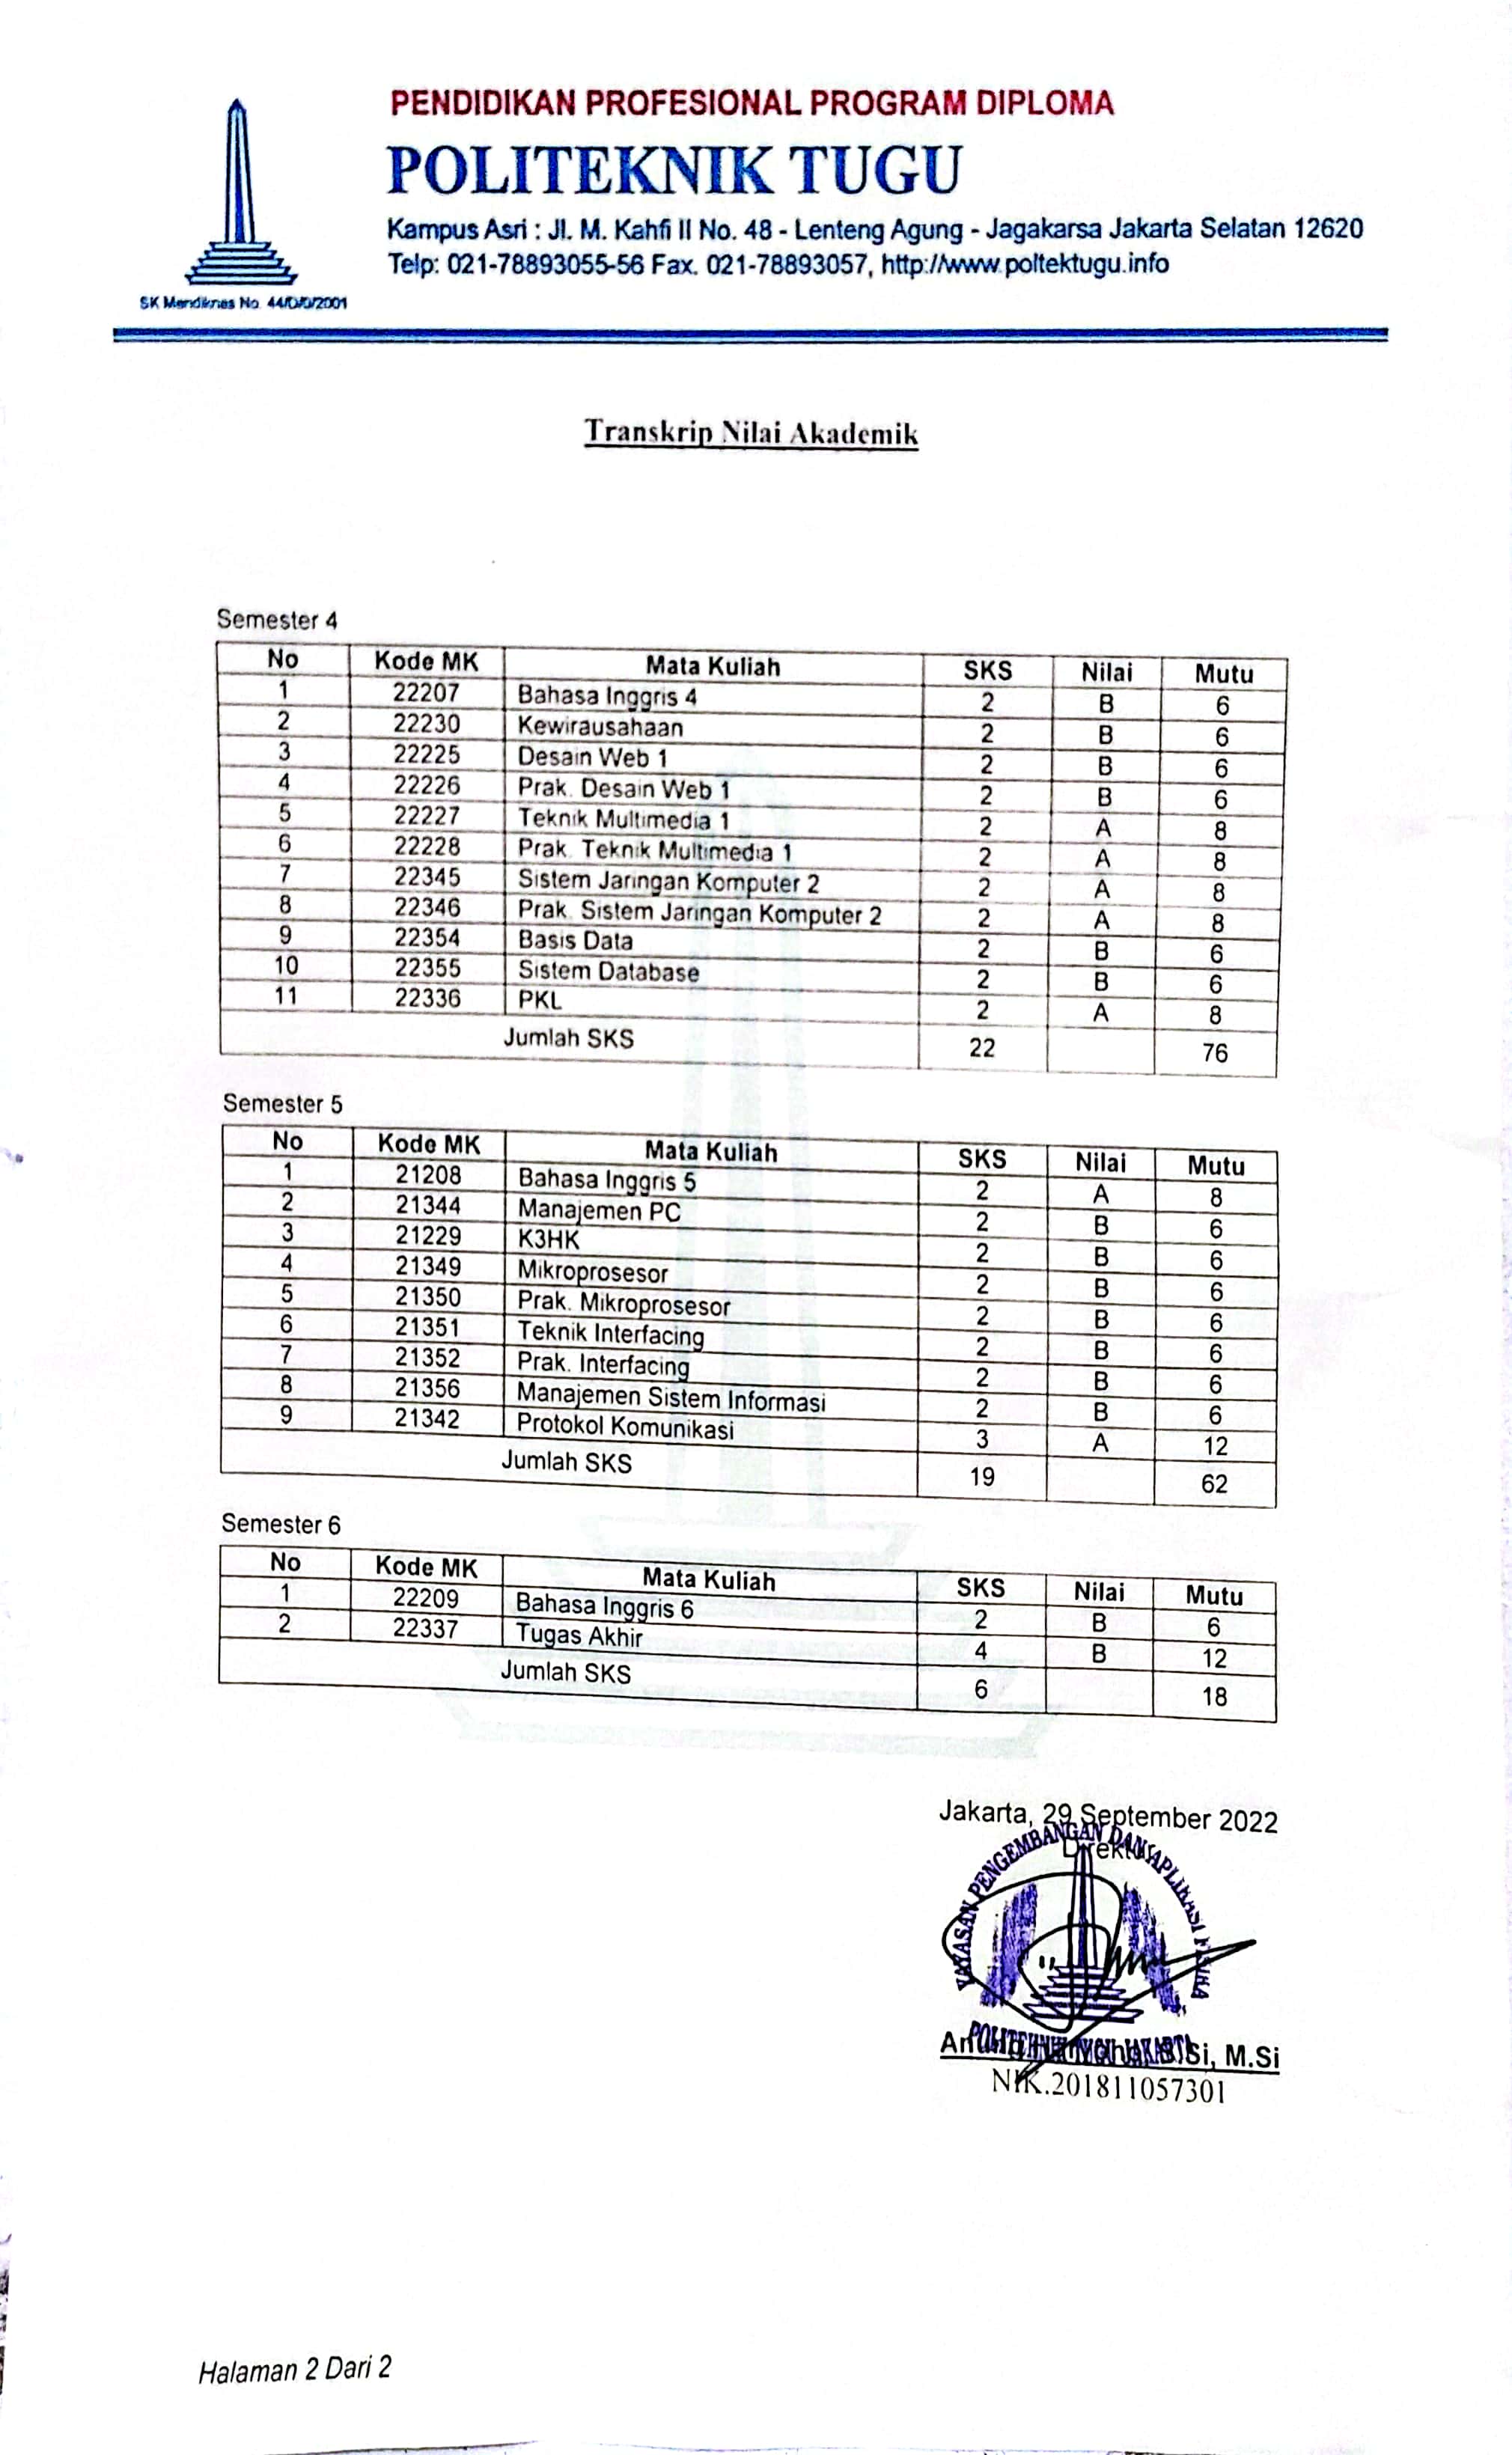 PENDIDIKAN PROFESIONAL PROGRAM DIPLOMA
POLITEKNIK TUGU
Kampus Asri : Jl. M. Kahfi II No. 48 - Lenteng Agung - Jagakarsa Jakarta Selatan 12620
Telp: 021-78893055-56 Fax. 021-78893057, http://www.poltektugu.info
SK Mendiknas No. 44/D/0/2001
Transkrip Nilai Akademik
Semester 4
No Kode MK Mata Kuliah SKS Nilai Mutu
1 22207 Bahasa Inggris 4 2 B 6
2 22230 Kewirausahaan 2 B 6
3 22225 Desain Web 1 2 B 6
4 22226 Prak. Desain Web 1 2 B 6
5 22227 Teknik Multimedia 1 2 A 8
6 22228 Prak. Teknik Multimedia 1 2 A 8
7 22345 Sistem Jaringan Komputer 2 2 A 8
8 22346 Prak. Sistem Jaringan Komputer 2 2 A 8
9 22354 Basis Data 2 B 6
10 22355 Sistem Database 2 B 6
11 22336 PKL 2 A 8
Jumlah SKS 22 76
Semester 5
No Kode MK Mata Kuliah SKS Nilai Mutu
1 21208 Bahasa Inggris 5 2 A 8
2 21344 Manajemen PC 2 B 6
3 21229 K3HK 2 B 6
4 21349 Mikroprosesor 2 B 6
5 21350 Prak. Mikroprosesor 2 B 6
6 21351 Teknik Interfacing 2 B 6
7 21352 Prak. Interfacing 2 B 6
8 21356 Manajemen Sistem Informasi 2 B 6
9 21342 Protokol Komunikasi 3 A 12
Jumlah SKS 19 62
Semester 6
No Kode MK Mata Kuliah SKS Nilai Mutu
1 22209 Bahasa Inggris 6 2 B 6
2 22337 Tugas Akhir 4 B 12
Jumlah SKS 6 18
Jakarta, 29 September 2022
Direktur
YAYASAN PENGEMBANGAN DAN APLIKASI
M.Si
NIK.201811057301
Halaman 2 Dari 2